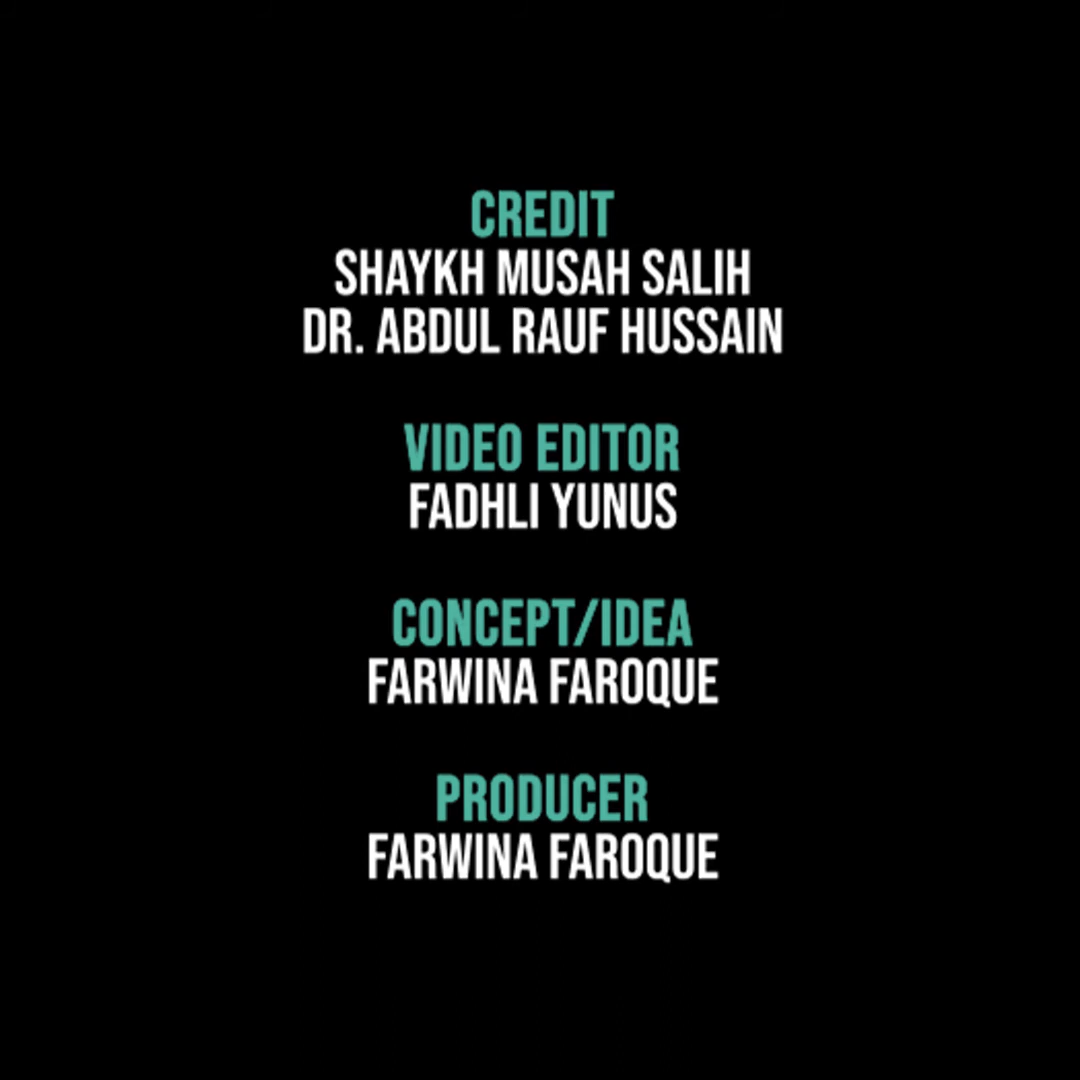 CREDIT
SHAYKH MUSAH SALIH
DR. ABDUL RAUF HUSSAIN
VIDEO EDITOR
FADHLI YUNUS
CONCEPT/IDEA
FARWINA FAROQUE
PRODUCER
FARWINA FAROQUE